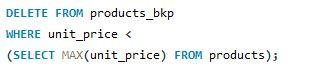 DELETE FROM products_bkp
WHERE unit_price <
(SELECT MAX(unit_price) FROM products);